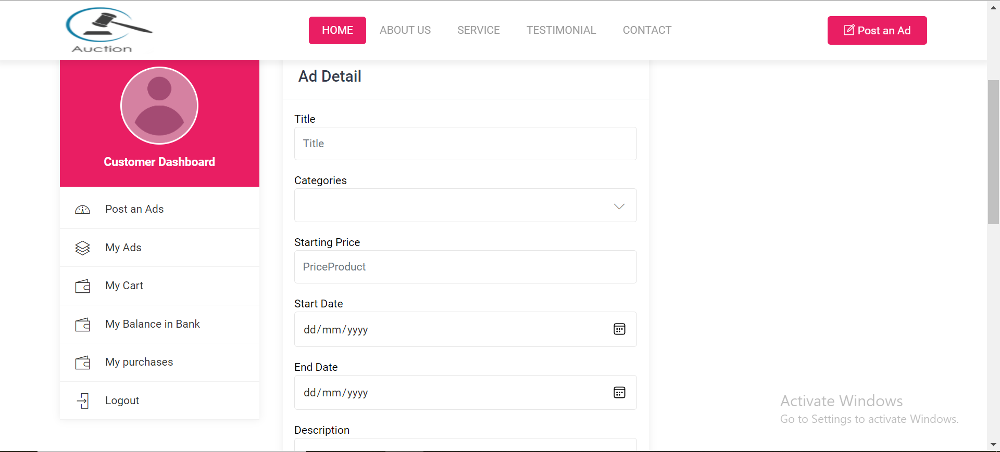 Auction
HOME
ABOUT US
SERVICE
TESTIMONIAL
CONTACT
Post an Ad
Customer Dashboard
Post an Ads
My Ads
My Cart
My Balance in Bank
My purchases
Logout
Ad Detail
Title
Title
Categories
Starting Price
PriceProduct
Start Date
dd/mm/yyyy
End Date
dd/mm/yyyy
Description
Activate Windows
Go to Settings to activate Windows.